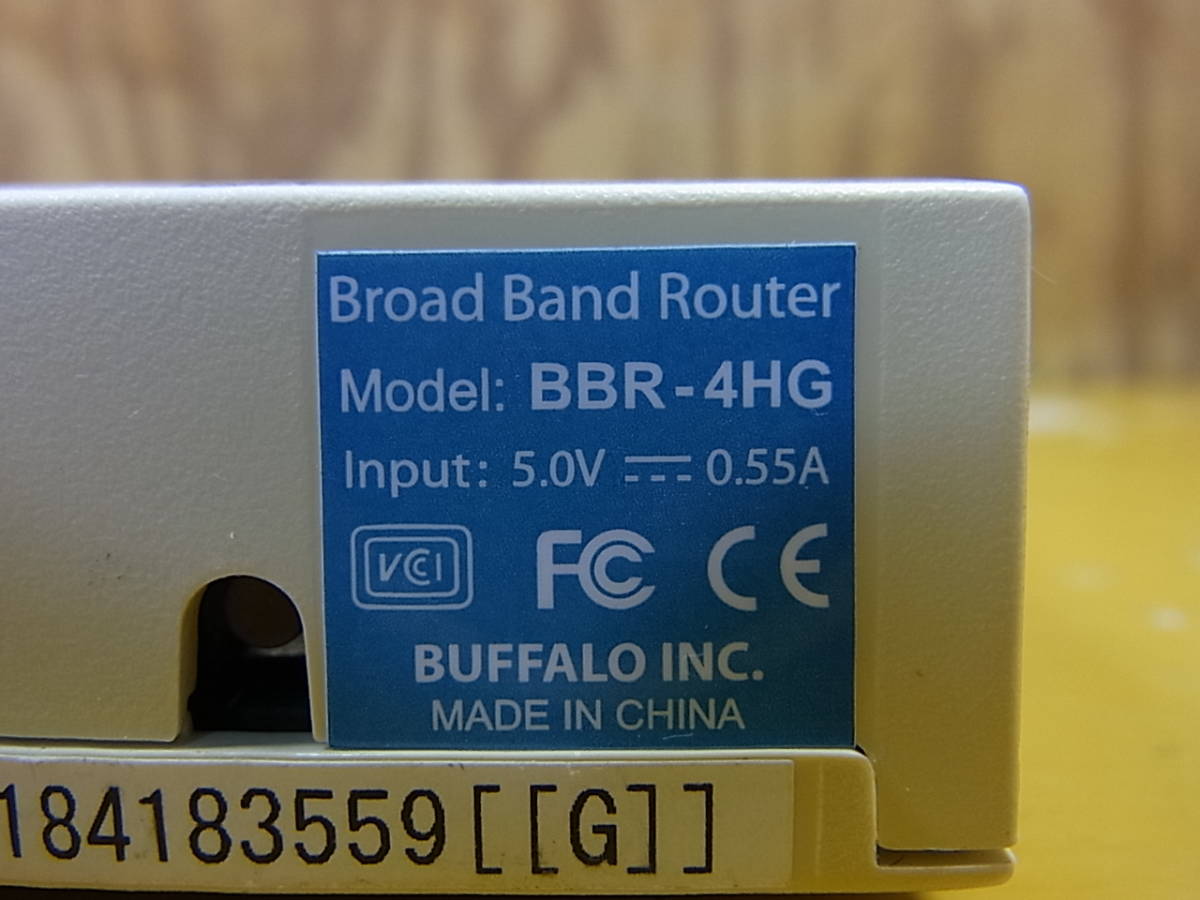 Broad Band Router
Model: BBR-4HG
Input: 5.0V 0.55A
VCCI FC CE
BUFFALO INC.
MADE IN CHINA
184183559[[G]]